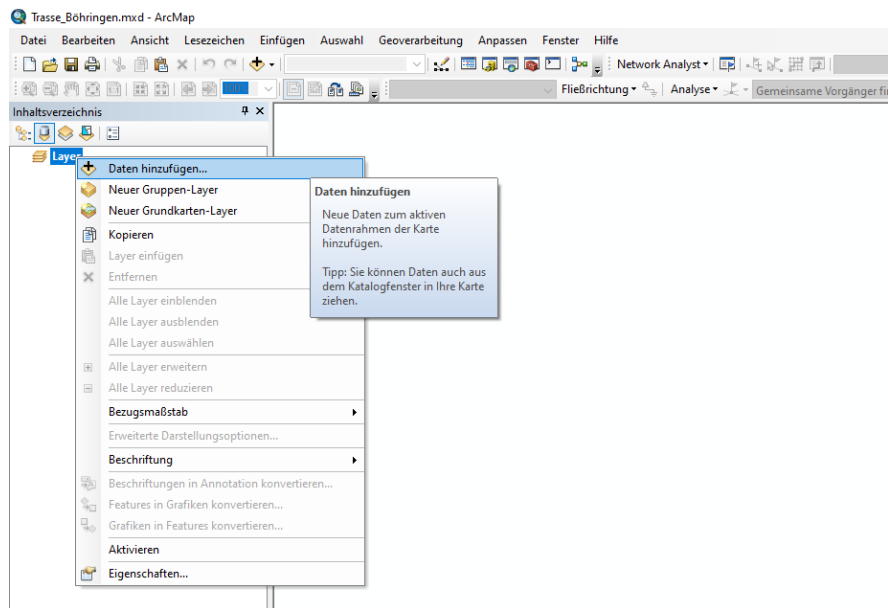 Trasse_Böhringen.mxd - ArcMap
Datei Bearbeiten Ansicht Lesezeichen Einfügen Auswahl Geoverarbeitung Anpassen Fenster Hilfe
Network Analyst
Fließrichtung Analyse Gemeinsame Vorgänger
Inhaltsverzeichnis
Layer
Daten hinzufügen...
Neuer Gruppen-Layer
Neuer Grundkarten-Layer
Kopieren
Layer einfügen
Entfernen
Alle Layer einblenden
Alle Layer ausblenden
Alle Layer auswählen
Alle Layer erweitern
Alle Layer reduzieren
Bezugsmaßstab
Erweiterte Darstellungsoptionen...
Beschriftung
Beschriftungen in Annotation konvertieren...
Features in Grafiken konvertieren...
Grafiken in Features konvertieren...
Aktivieren
Eigenschaften...
Daten hinzufügen
Neue Daten zum aktiven
Datenrahmen der Karte
hinzufügen.
Tipp: Sie können Daten auch aus
dem Katalogfenster in Ihre Karte
ziehen.